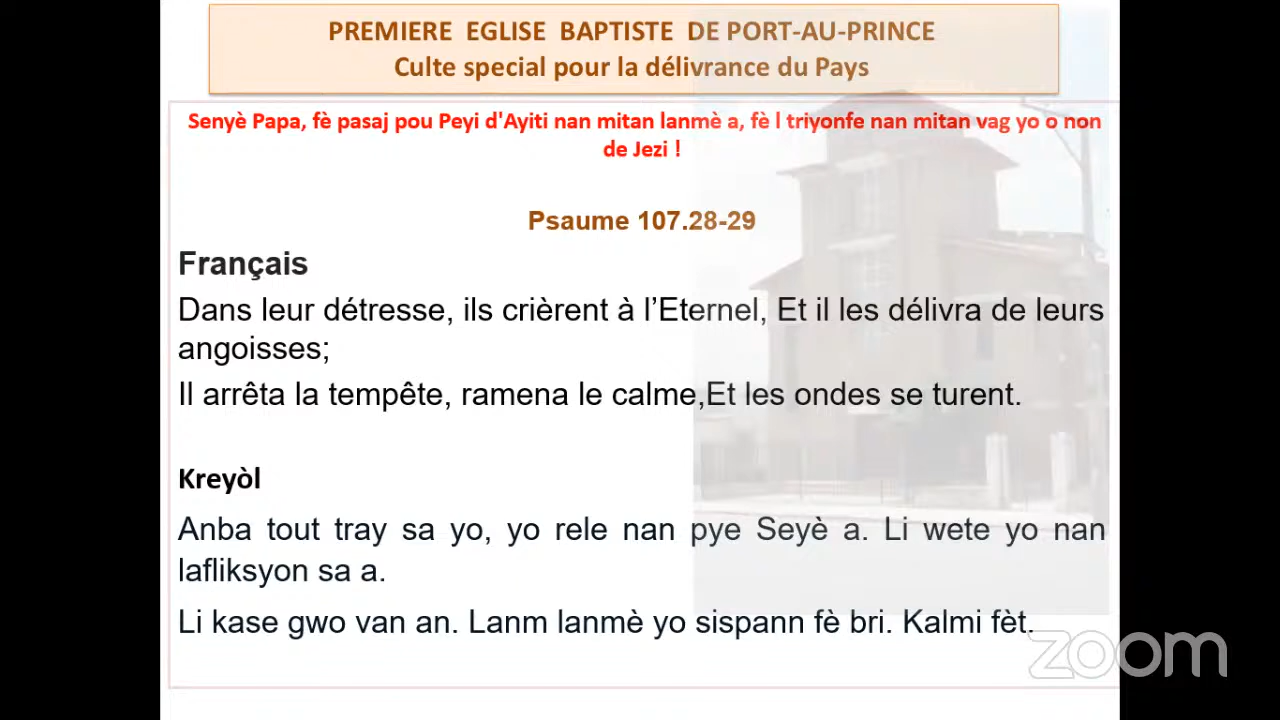 PREMIERE EGLISE BAPTISTE DE PORT-AU-PRINCE
Culte special pour la délivrance du Pays
Senyè Papa, fè pasaj pou Peyi d'Ayiti nan mitan lanmè a, fè l triyonfe nan mitan vag yo o non
de Jezi !
Psaume 107.28-29
Français
Dans leur détresse, ils crièrent à l’Eternel, Et il les délivra de leurs
angoisses;
Il arrêta la tempête, ramena le calme,Et les ondes se turent.
Kreyòl
Anba tout tray sa yo, yo rele nan pye Seyè a. Li wete yo nan
lafliksyon sa a.
Li kase gwo van an. Lanm lanmè yo sispann fè bri. Kalmi fèt.
zoom